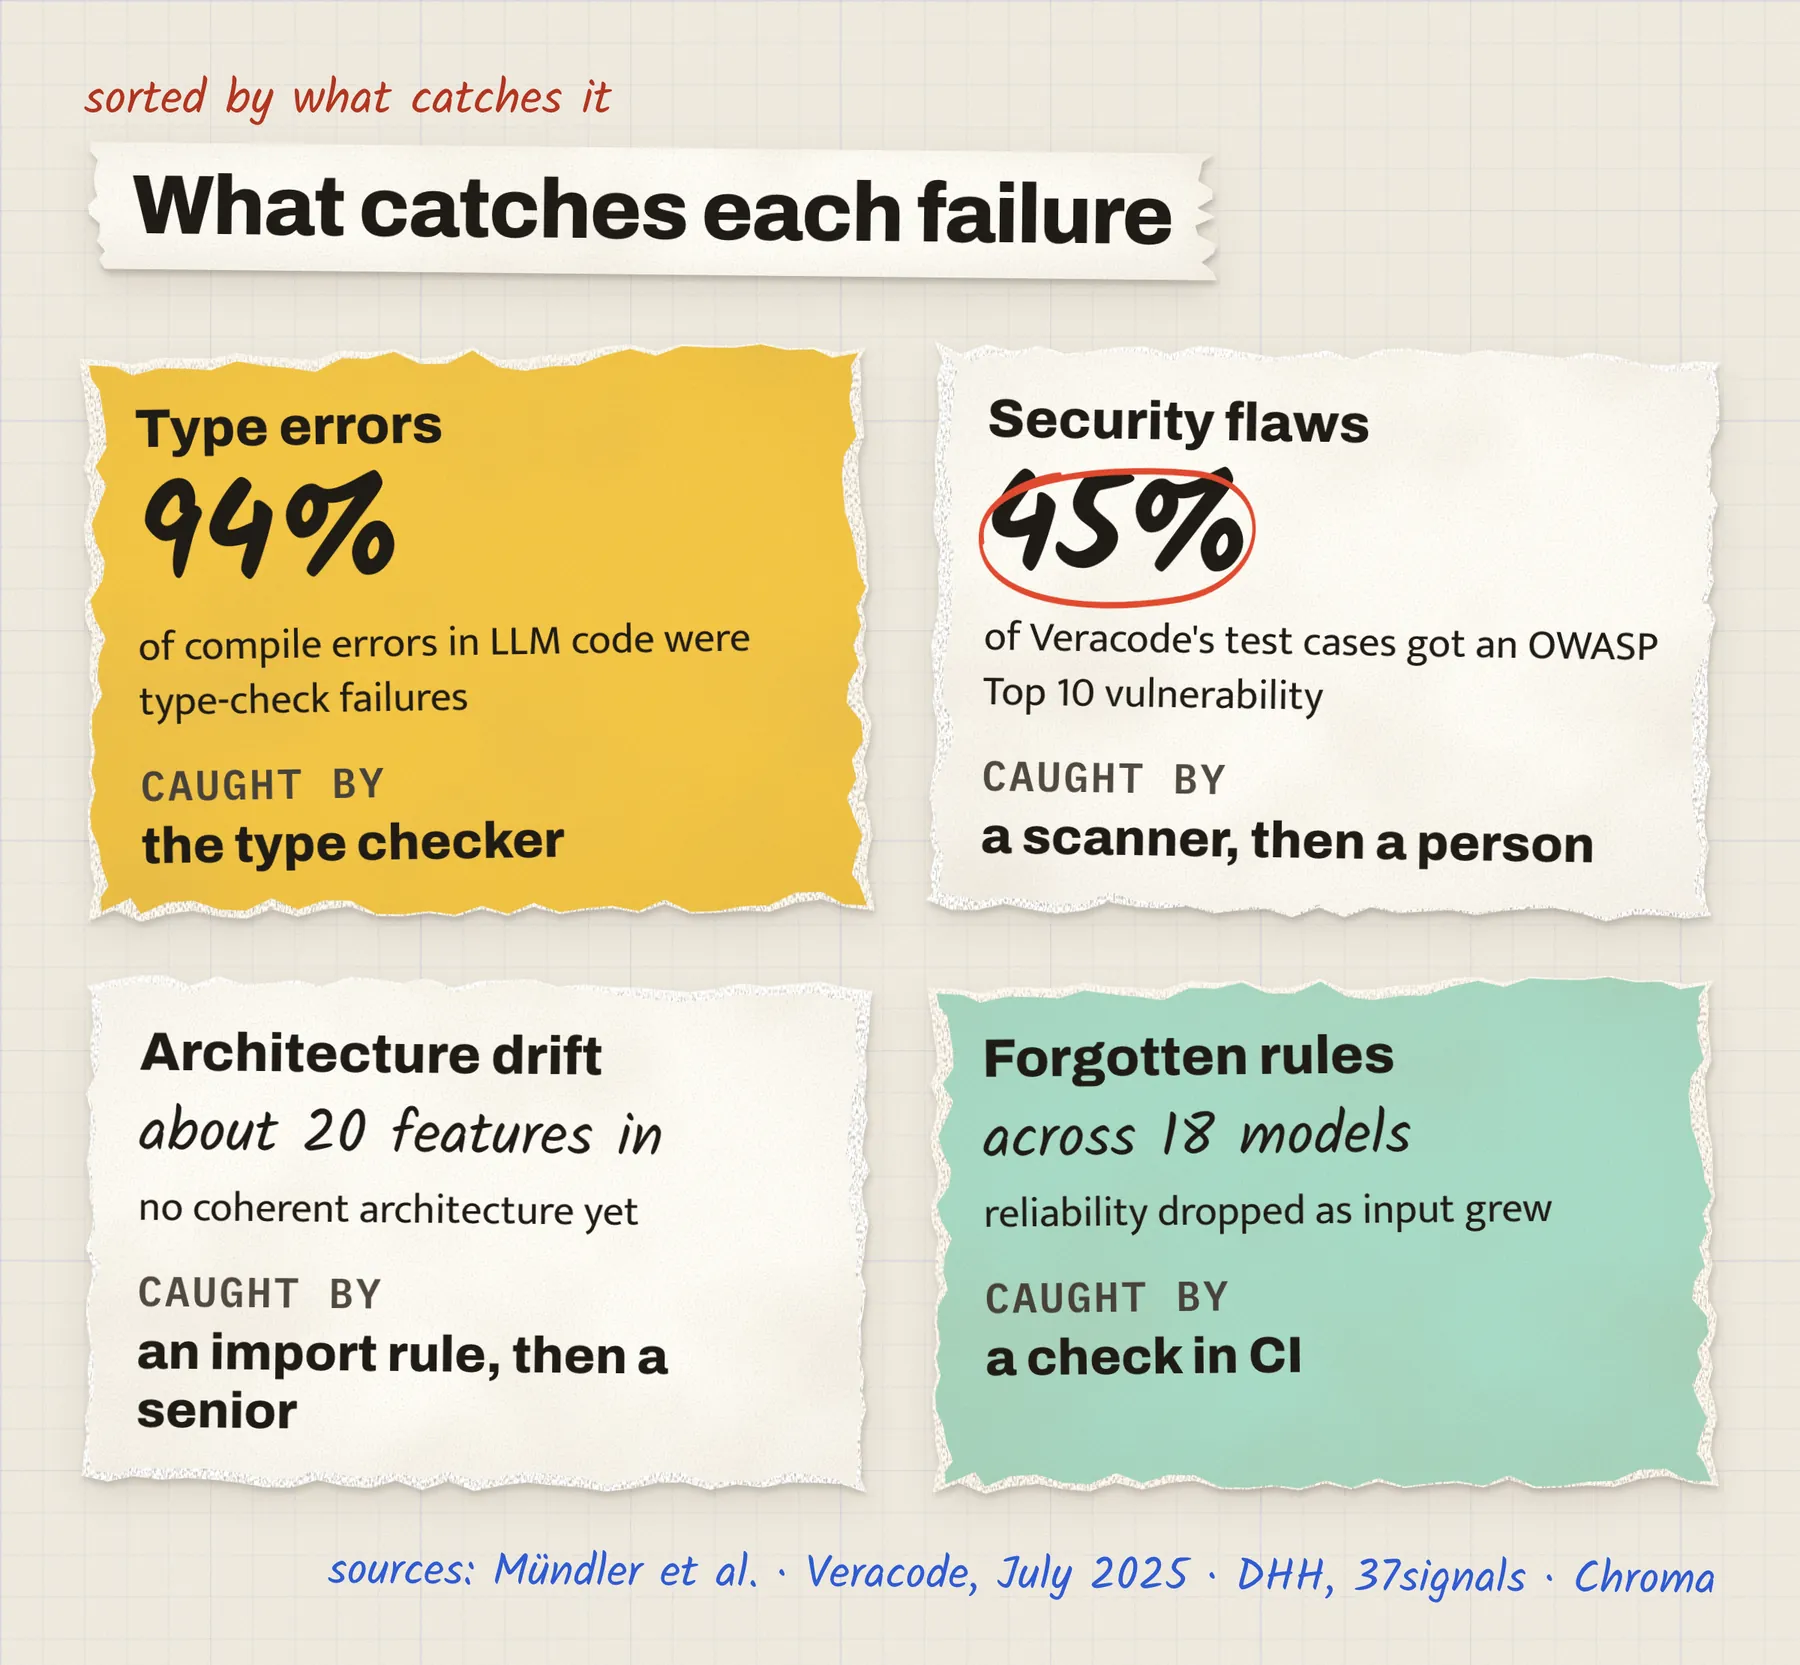 sorted by what catches it
What catches each failure
Type errors
94%
of compile errors in LLM code were
type-check failures
CAUGHT BY
the type checker
Security flaws
45%
of Veracode's test cases got an OWASP
Top 10 vulnerability
CAUGHT BY
a scanner, then a person
Architecture drift
about 20 features in
no coherent architecture yet
CAUGHT BY
an import rule, then a
senior
Forgotten rules
across 18 models
reliability dropped as input grew
CAUGHT BY
a check in CI
sources: Mündler et al. · Veracode, July 2025 · DHH, 37signals · Chroma